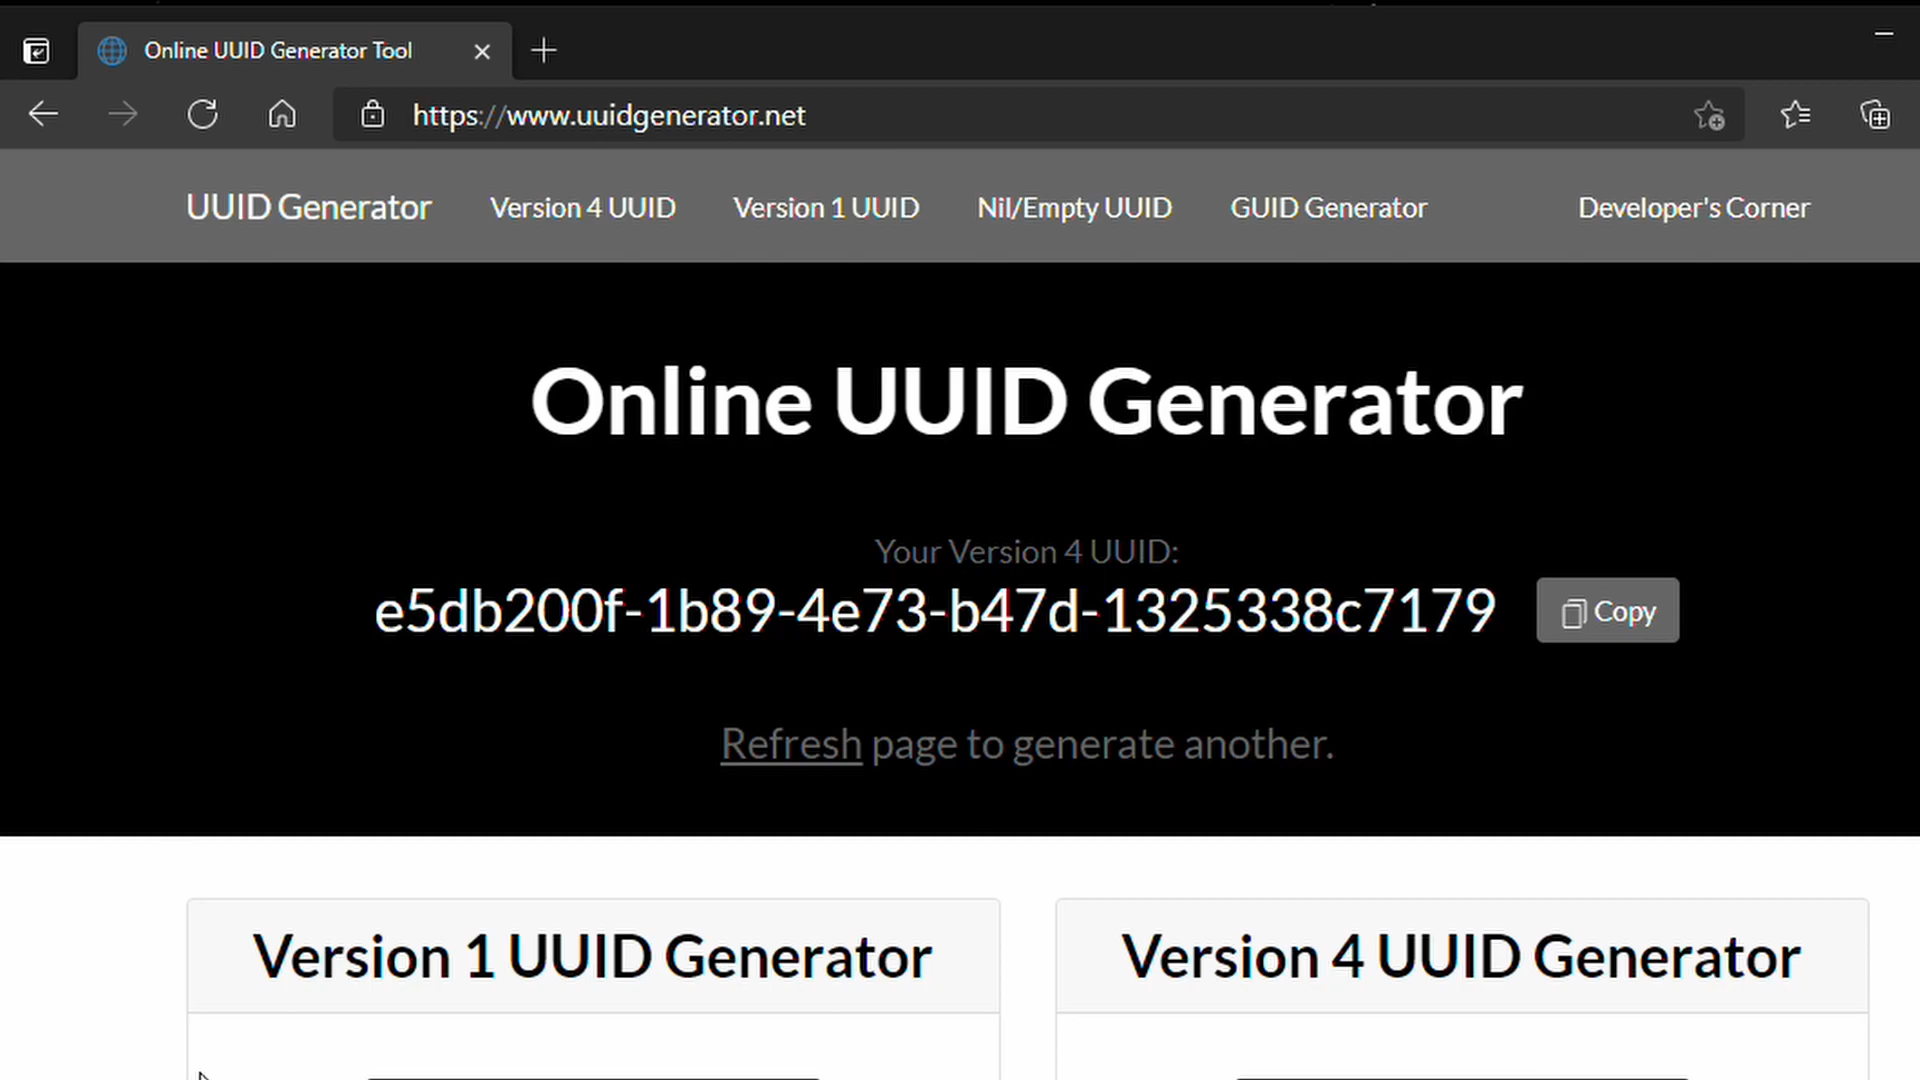 Online UUID Generator Tool
https://www.uuidgenerator.net
UUID Generator Version 4 UUID Version 1 UUID Nil/Empty UUID GUID Generator Developer's Corner
Online UUID Generator
Your Version 4 UUID:
e5db200f-1b89-4e73-b47d-1325338c7179 Copy
Refresh page to generate another.
Version 1 UUID Generator Version 4 UUID Generator